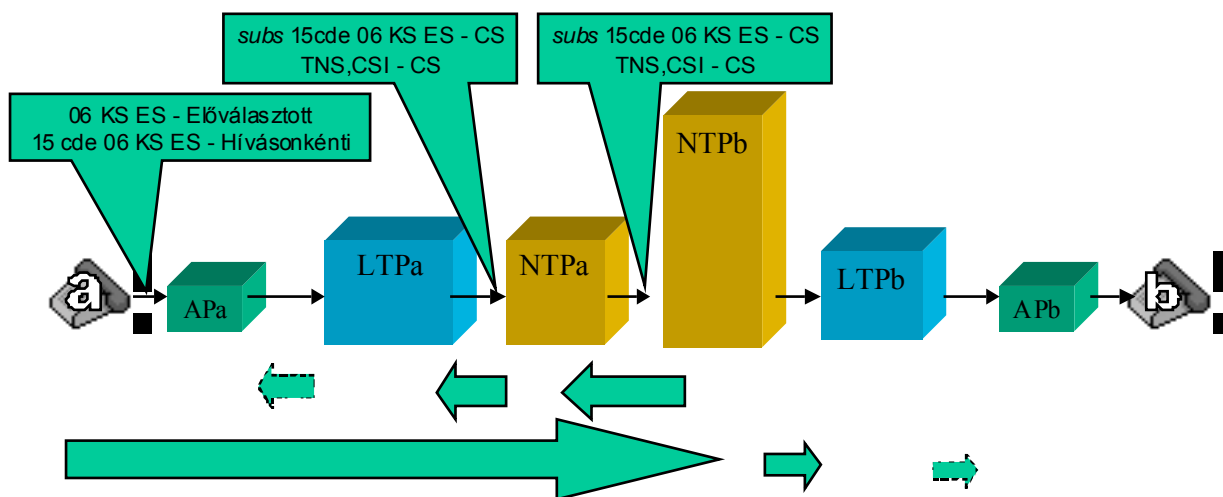 subs 15cde 06 KS ES - CS
TNS,CSI - CS
subs 15cde 06 KS ES - CS
TNS,CSI - CS
06 KS ES - Előválasztott
15 cde 06 KS ES - Hívásonkénti
a
APa
LTPa
NTPa
NTPb
LTPb
APb
b